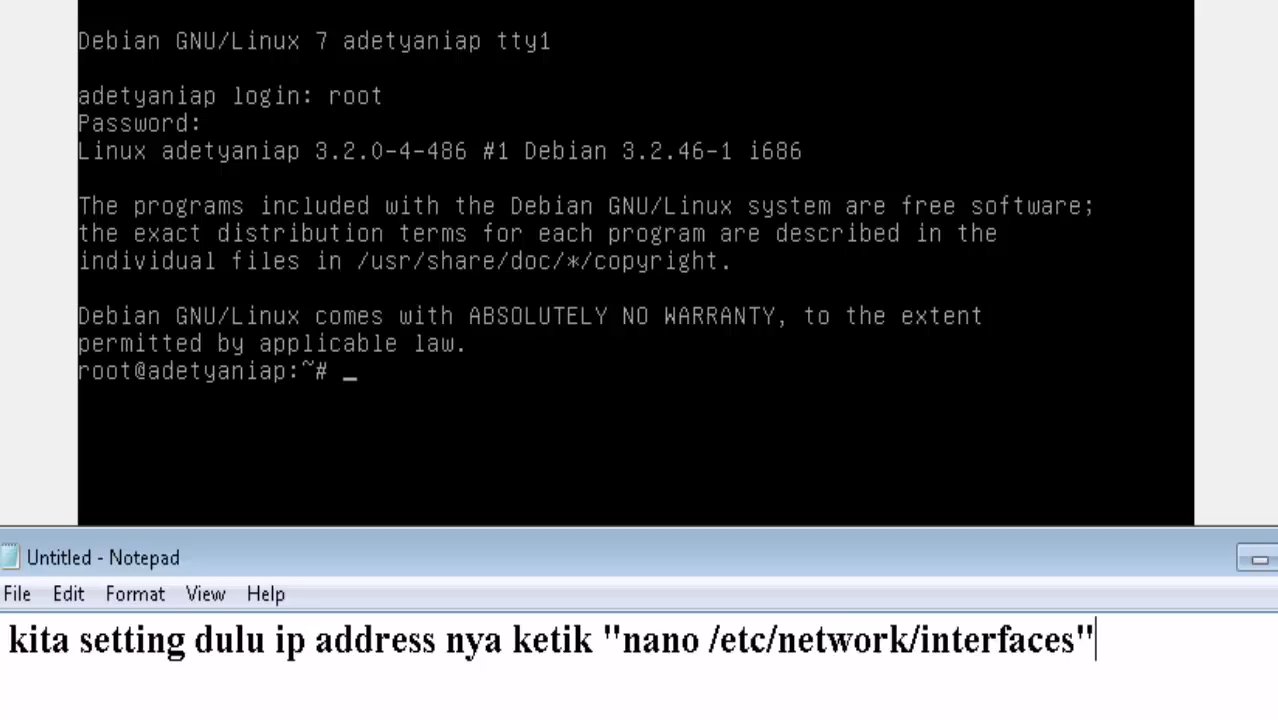 Debian GNU/Linux 7 adetyaniap tty1
adetyaniap login: root
Password:
Linux adetyaniap 3.2.0-4-486 #1 Debian 3.2.46-1 i686
The programs included with the Debian GNU/Linux system are free software;
the exact distribution terms for each program are described in the
individual files in /usr/share/doc/*/copyright.
Debian GNU/Linux comes with ABSOLUTELY NO WARRANTY, to the extent
permitted by applicable law.
root@adetyaniap:~# _
Untitled - Notepad
File Edit Format View Help
kita setting dulu ip address nya ketik "nano /etc/network/interfaces"